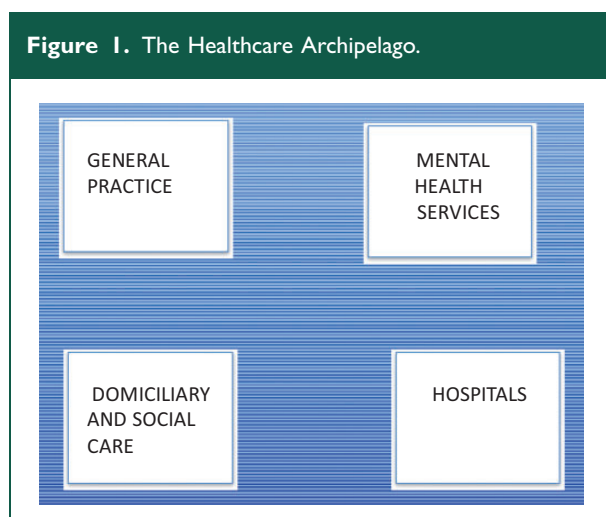 Figure 1. The Healthcare Archipelago.
GENERAL
PRACTICE
MENTAL
HEALTH
SERVICES
DOMICILIARY
AND SOCIAL
CARE
HOSPITALS